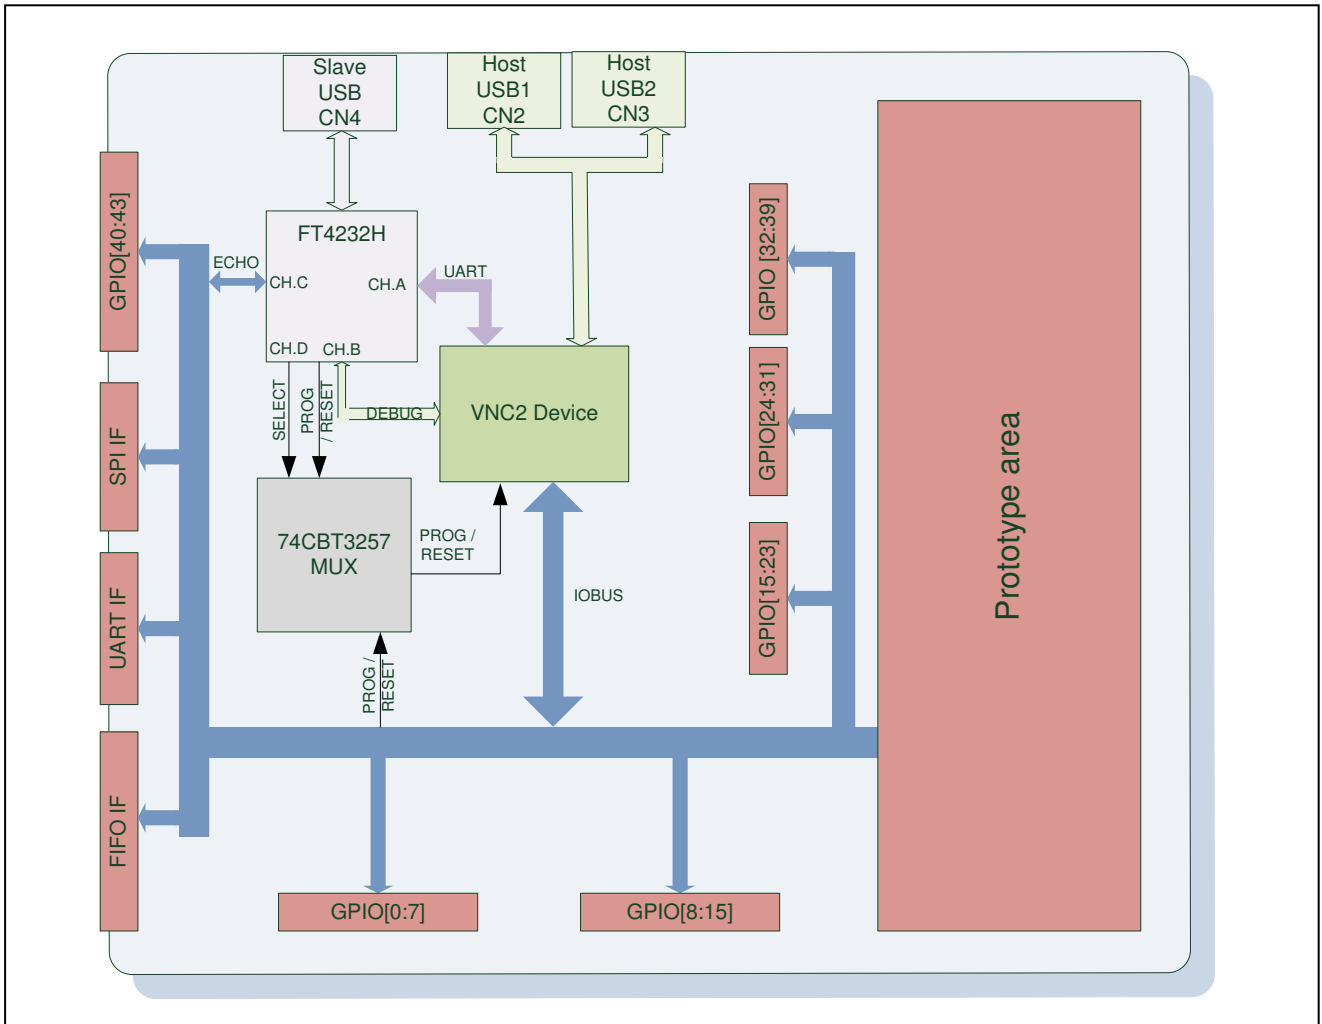 Slave
USB
CN4
Host
USB1
CN2
Host
USB2
CN3
GPIO[40:43]
SPI IF
UART IF
FIFO IF
ECHO
FT4232H
CH.C
CH.A
CH.D
CH.B
UART
SELECT
PROG
/ RESET
DEBUG
VNC2 Device
74CBT3257
MUX
PROG /
RESET
PROG /
RESET
IOBUS
GPIO [32:39]
GPIO[24:31]
GPIO[15:23]
Prototype area
GPIO[0:7]
GPIO[8:15]